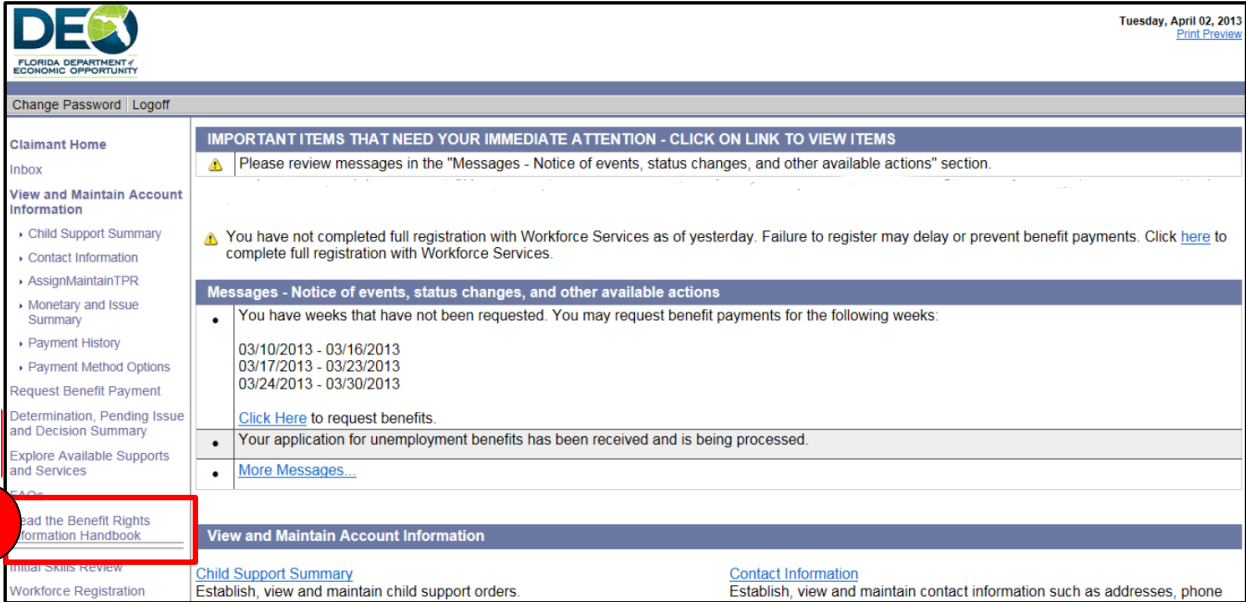 DEO
FLORIDA DEPARTMENT of
ECONOMIC OPPORTUNITY
Tuesday, April 02, 2013
Print Preview
Change Password | Logoff
Claimant Home
Inbox
View and Maintain Account
Information
Child Support Summary
Contact Information
AssignMaintainTPR
Monetary and Issue
Summary
Payment History
Payment Method Options
Request Benefit Payment
Determination, Pending Issue
and Decision Summary
Explore Available Supports
and Services
FAQs
the Benefit Rights
Handbook
Initial Skills Review
Workforce Registration
IMPORTANT ITEMS THAT NEED YOUR IMMEDIATE ATTENTION - CLICK ON LINK TO VIEW ITEMS
Please review messages in the "Messages - Notice of events, status changes, and other available actions" section.
You have not completed full registration with Workforce Services as of yesterday. Failure to register may delay or prevent benefit payments. Click here to
complete full registration with Workforce Services.
Messages - Notice of events, status changes, and other available actions
You have weeks that have not been requested. You may request benefit payments for the following weeks:
03/10/2013 - 03/16/2013
03/17/2013 - 03/23/2013
03/24/2013 - 03/30/2013
Click Here to request benefits.
Your application for unemployment benefits has been received and is being processed.
More Messages...
View and Maintain Account Information
Child Support Summary
Establish, view and maintain child support orders.
Contact Information
Establish, view and maintain contact information such as addresses, phone